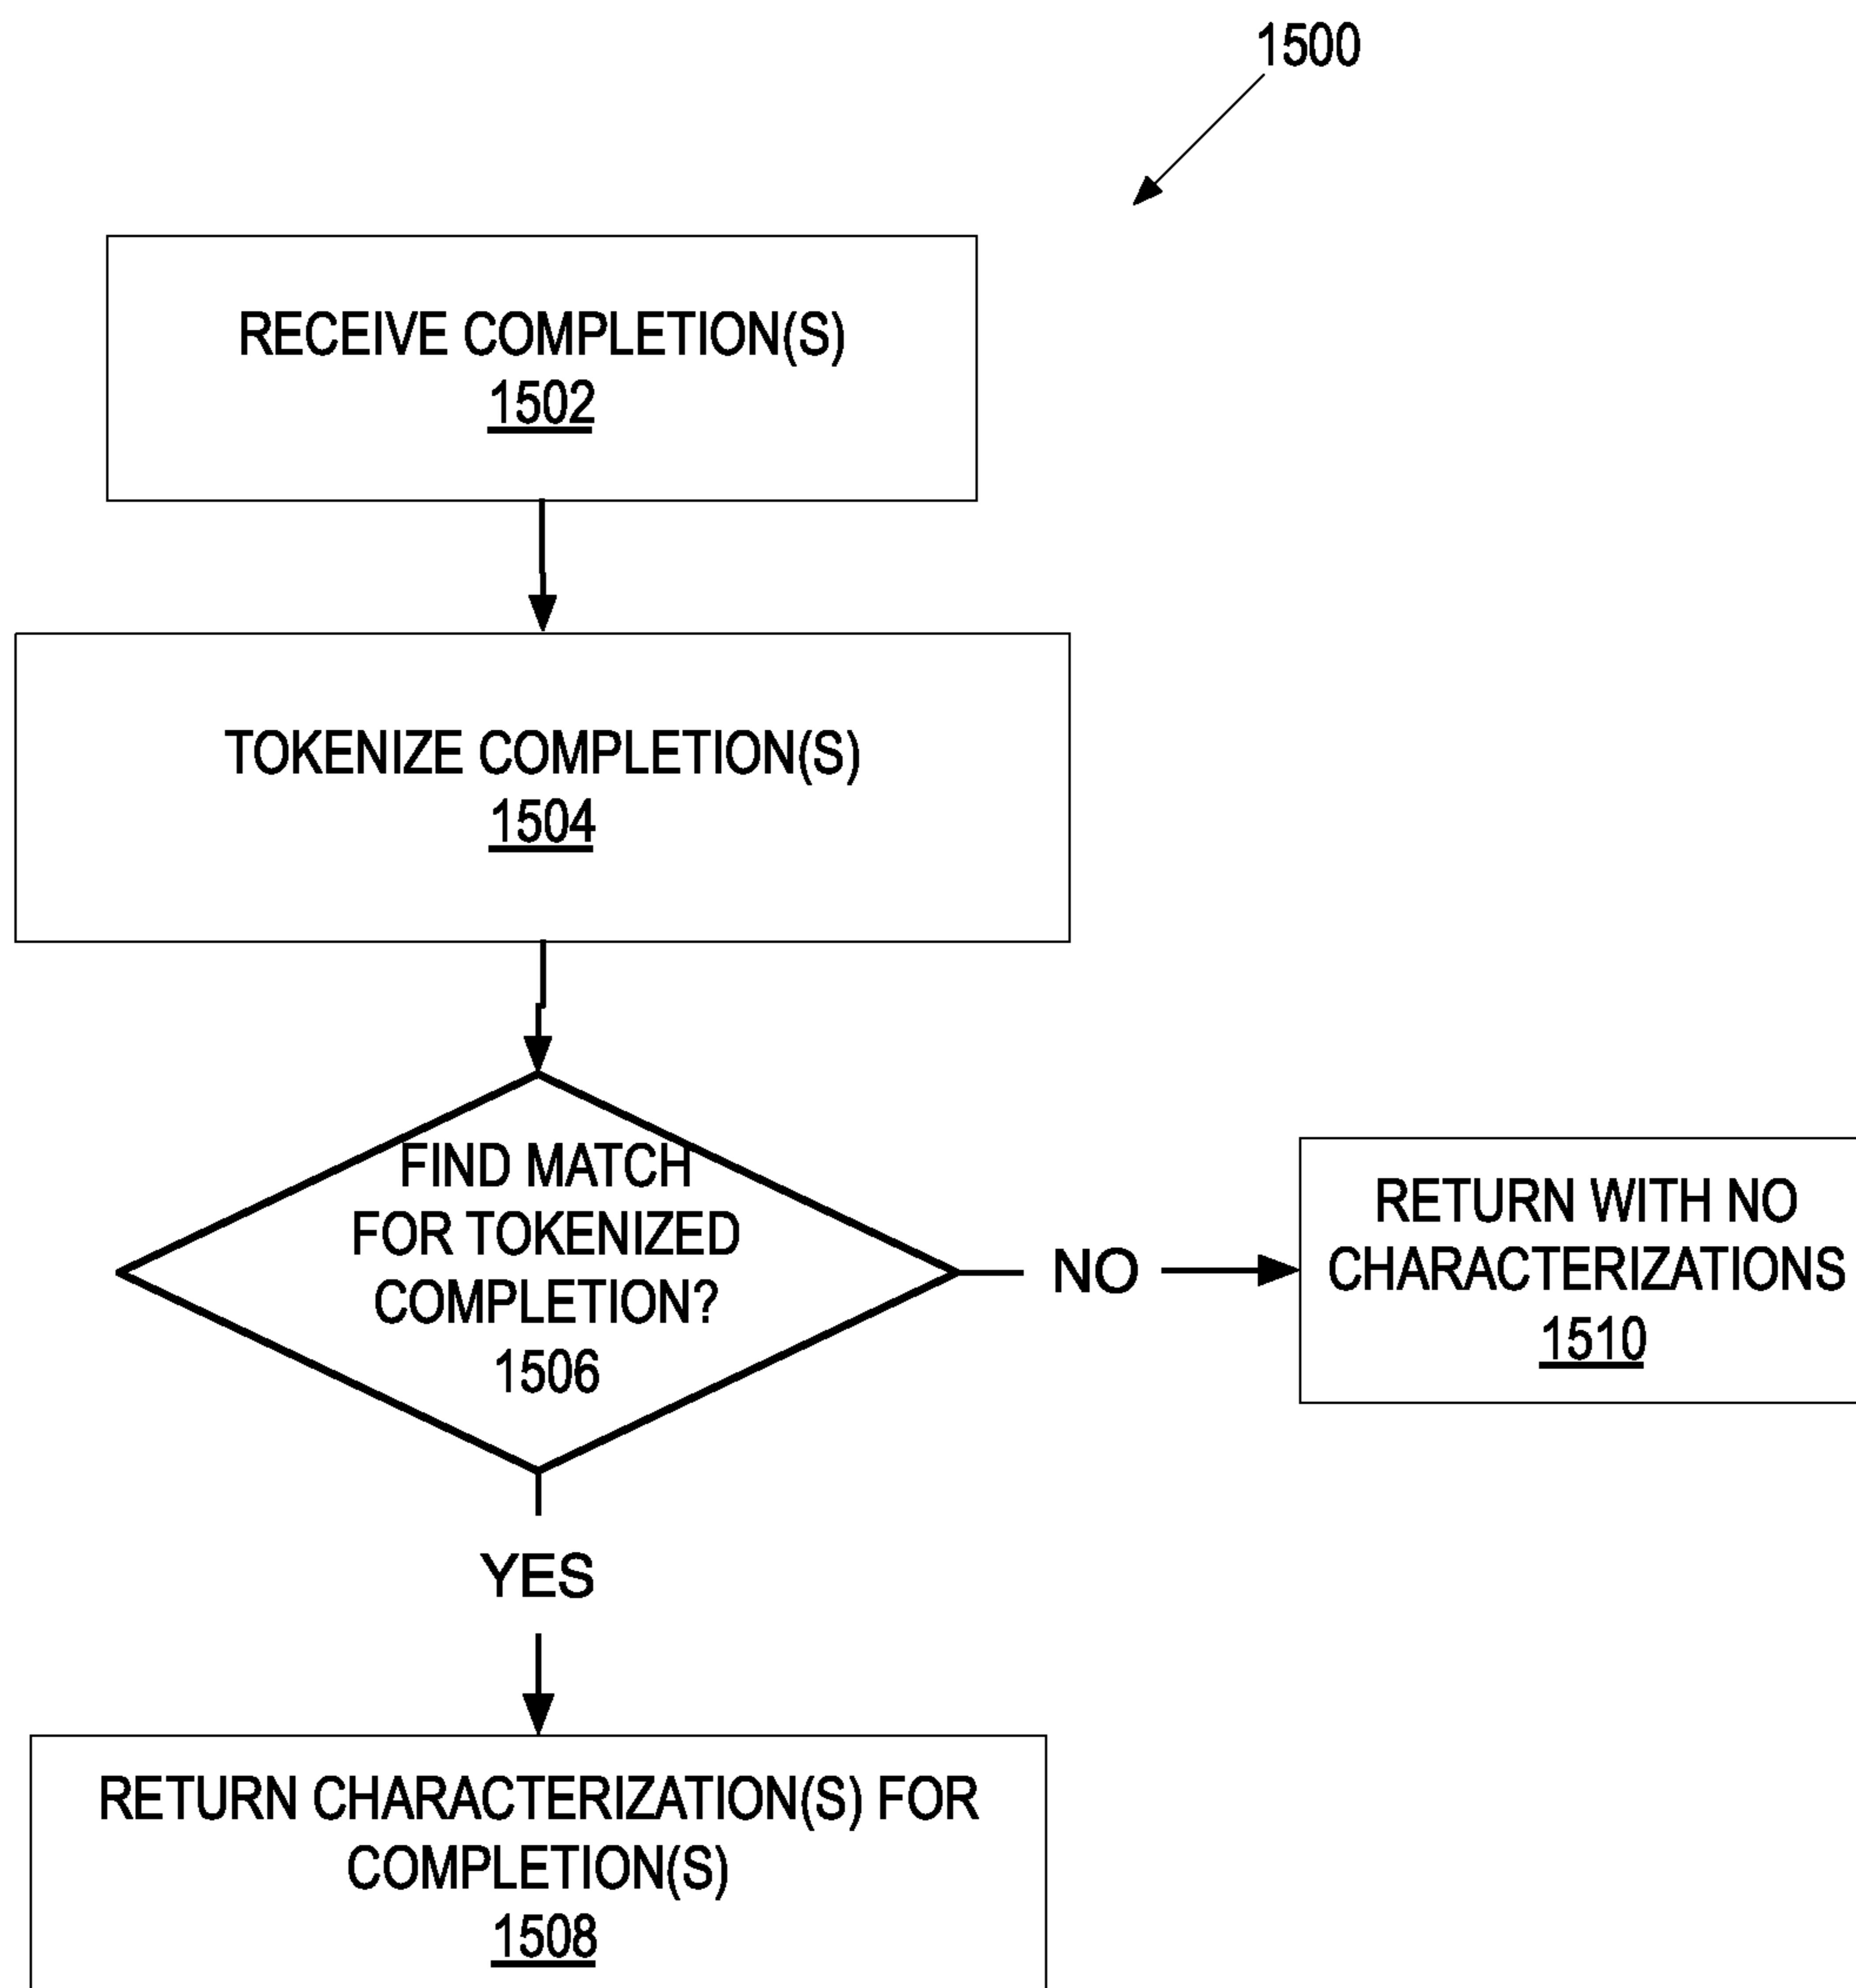 1500
RECEIVE COMPLETION(S)
1502
TOKENIZE COMPLETION(S)
1504
FIND MATCH
FOR TOKENIZED
COMPLETION?
1506
NO
RETURN WITH NO
CHARACTERIZATIONS
1510
YES
RETURN CHARACTERIZATION(S) FOR
COMPLETION(S)
1508